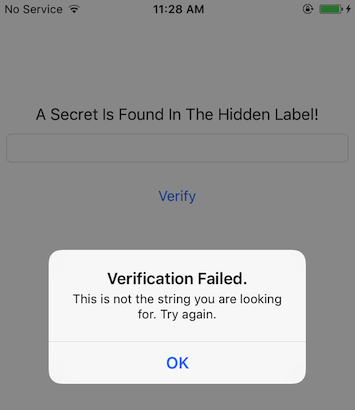 No Service 11:28 AM
A Secret Is Found In The Hidden Label!
Verify
Verification Failed.
This is not the string you are looking
for. Try again.
OK